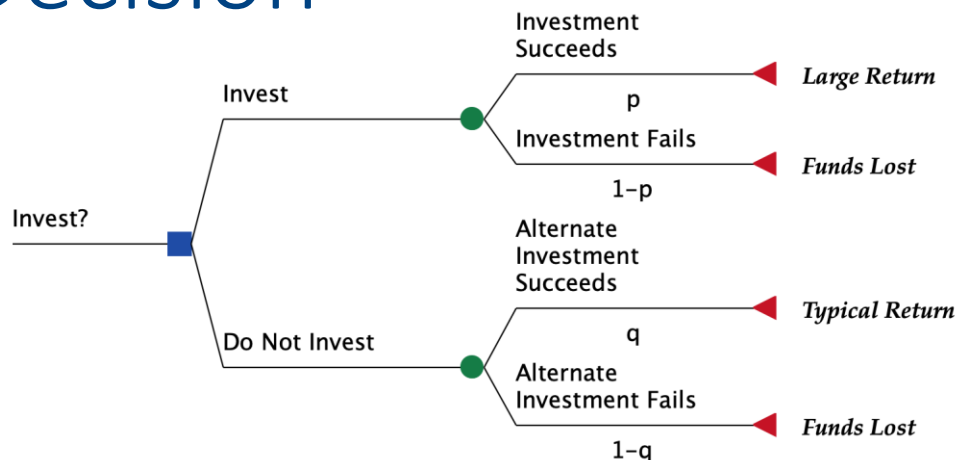 Decision
Investment
Succeeds
Large Return
Invest
p
Investment Fails
Funds Lost
1-p
Invest?
Alternate
Investment
Succeeds
Typical Return
q
Do Not Invest
Alternate
Investment Fails
Funds Lost
1-q